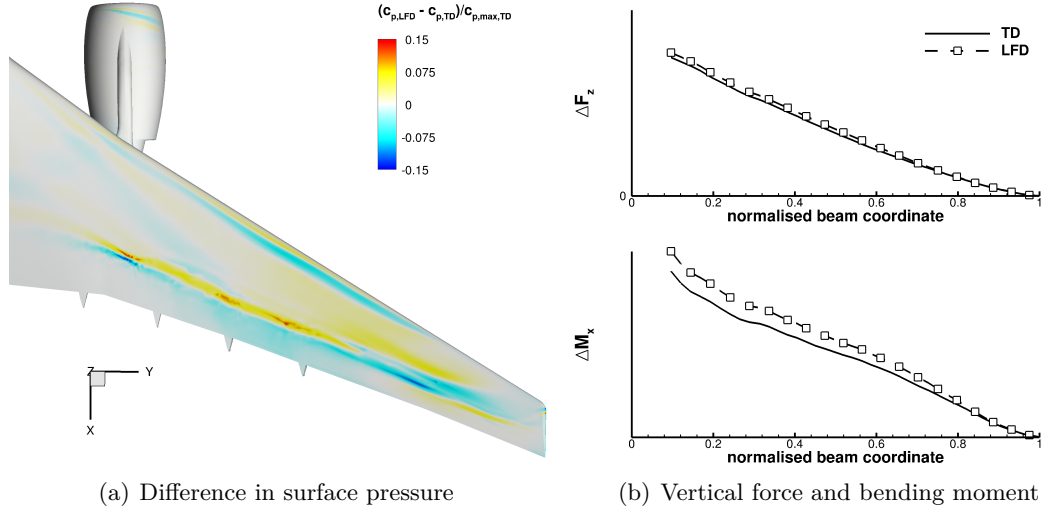 (c_p,LFD - c_p,TD)/c_p,max,TD
0.15
0.075
0
-0.075
-0.15
Z
Y
X
(a) Difference in surface pressure
TD
LFD
△F_z
0
0 0.2 0.4 0.6 0.8 1
normalised beam coordinate
△M_x
0 0.2 0.4 0.6 0.8 1
normalised beam coordinate
(b) Vertical force and bending moment